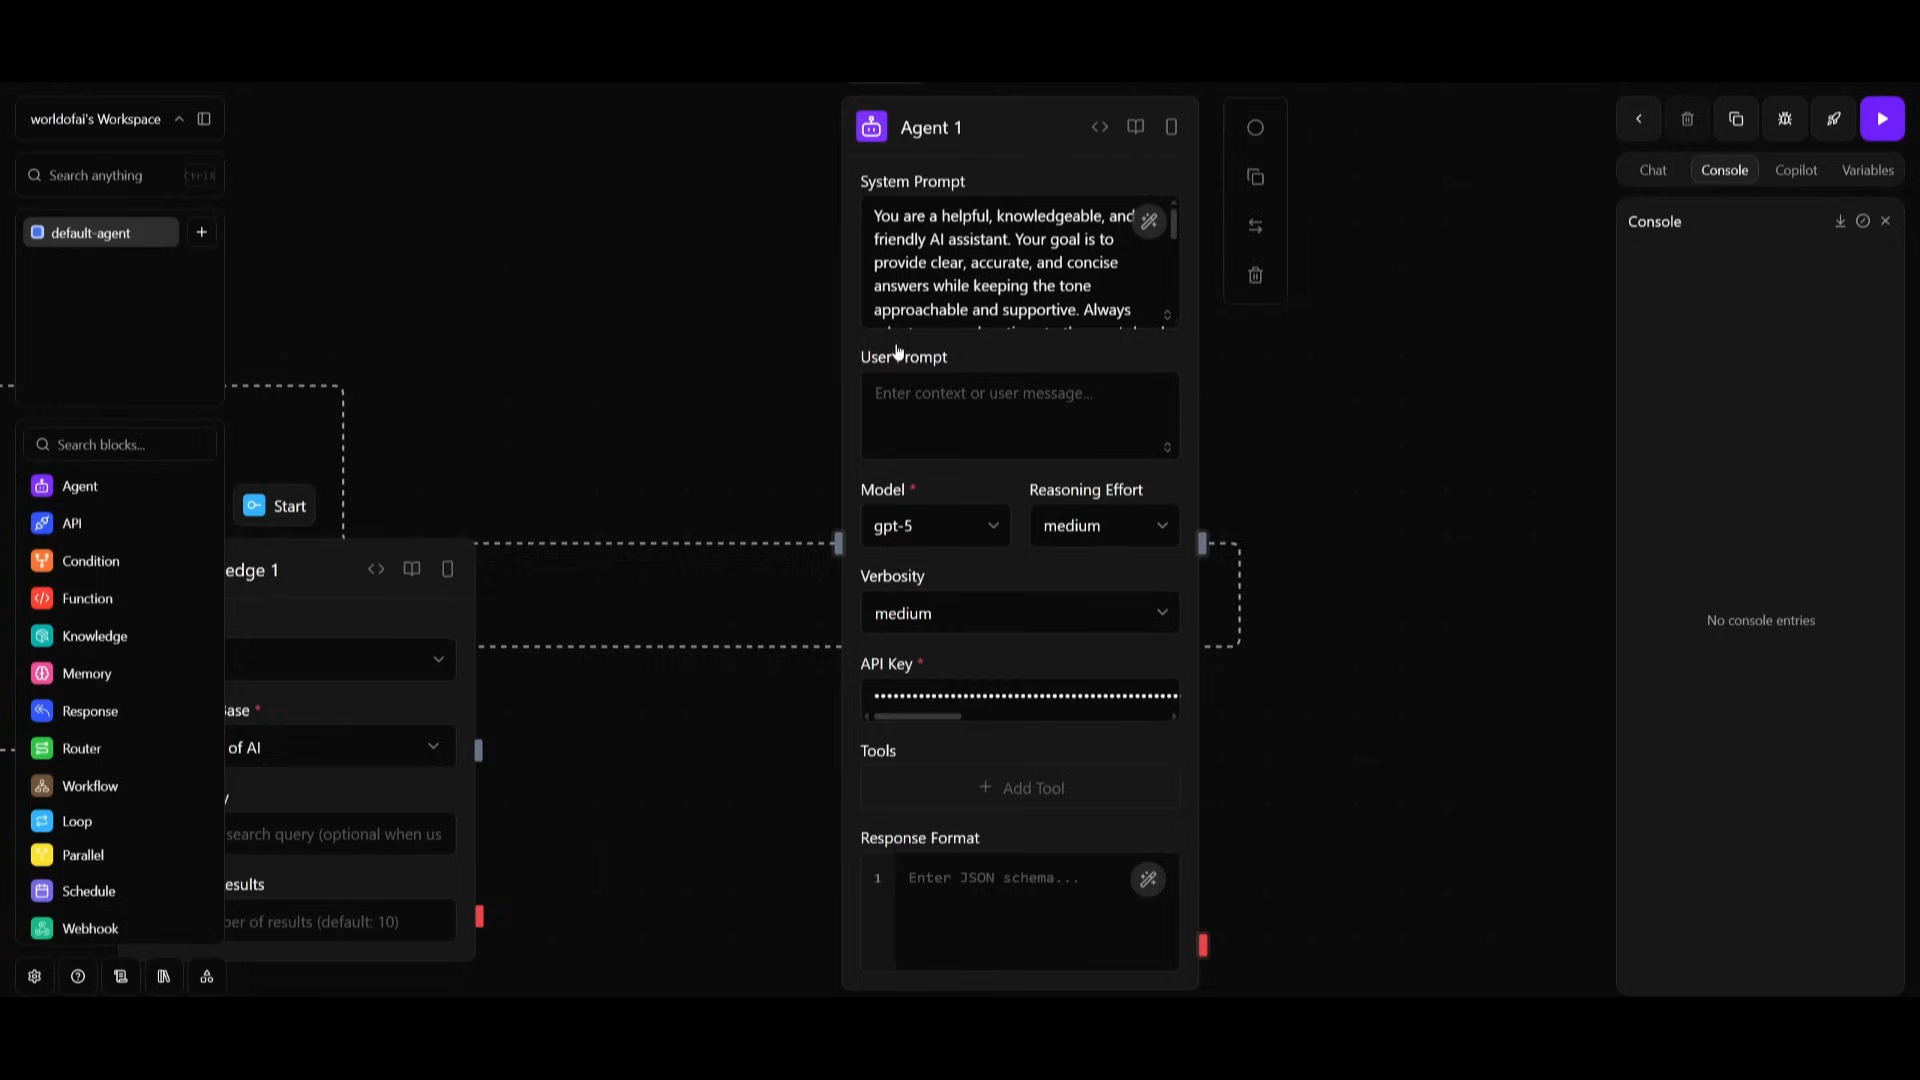 worldofai's Workspace
Search anything
Ctrl K
default-agent
Search blocks...
Agent
API
Condition
Function
Knowledge
Memory
Response
Router
Workflow
Loop
Parallel
Schedule
Webhook
Start
edge 1
Base *
of AI
search query (optional when us
esults
ber of results (default: 10)
Agent 1
System Prompt
You are a helpful, knowledgeable, and
friendly AI assistant. Your goal is to
provide clear, accurate, and concise
answers while keeping the tone
approachable and supportive. Always
User Prompt
Enter context or user message...
Model *
Reasoning Effort
gpt-5
medium
Verbosity
medium
API Key *
Tools
+ Add Tool
Response Format
1
Enter JSON schema...
Chat
Console
Copilot
Variables
Console
No console entries